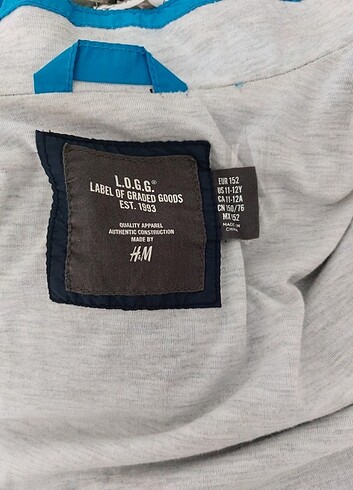 L.O.G.G.
LABEL OF GRADED GOODS
EST. 1993
QUALITY APPAREL
AUTHENTIC CONSTRUCTION
MADE BY
H&M
EUR 152
US 11-12Y
CA 11-12A
CN 150/76
MX 152
MADE IN
CHINA